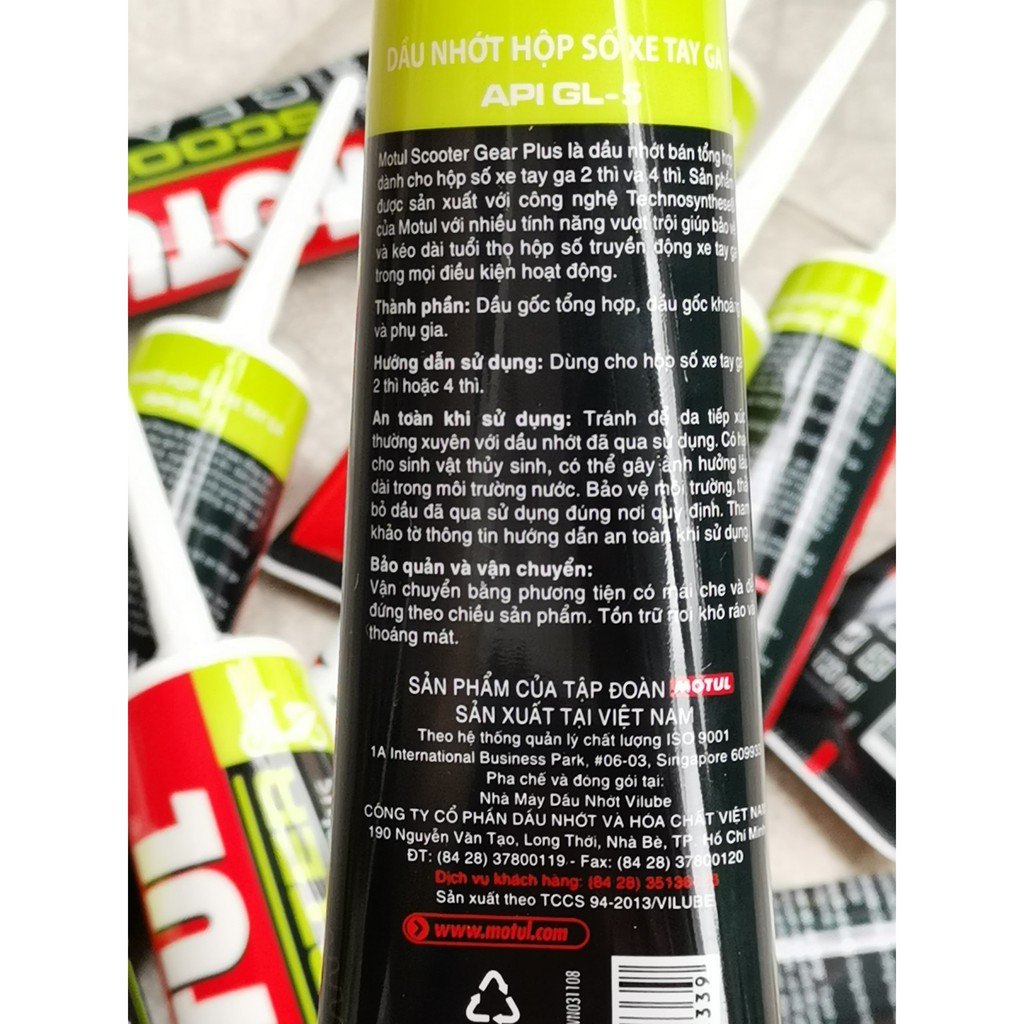 DẦU NHỚT HỘP SỐ XE TAY GA
API GL-5
Motul Scooter Gear Plus là dầu nhớt bán tổng hợp
dành cho hộp số xe tay ga 2 thì và 4 thì. Sản phẩm
được sản xuất với công nghệ Technosynthese®
của Motul với nhiều tính năng vượt trội giúp bảo vệ
và kéo dài tuổi thọ hộp số truyền động xe tay ga
trong mọi điều kiện hoạt động.
Thành phần: Dầu gốc tổng hợp, dầu gốc khoáng
và phụ gia.
Hướng dẫn sử dụng: Dùng cho hộp số xe tay ga
2 thì hoặc 4 thì.
An toàn khi sử dụng: Tránh để da tiếp xúc
thường xuyên với dầu nhớt đã qua sử dụng. Có hại
cho sinh vật thủy sinh, có thể gây ảnh hưởng lâu
dài trong môi trường nước. Bảo vệ môi trường, thải
bỏ dầu đã qua sử dụng đúng nơi quy định. Tham
khảo tờ thông tin hướng dẫn an toàn khi sử dụng.
Bảo quản và vận chuyển:
Vận chuyển bằng phương tiện có mái che và để
đứng theo chiều sản phẩm. Tồn trữ nơi khô ráo và
thoáng mát.
SẢN PHẨM CỦA TẬP ĐOÀN MOTUL
SẢN XUẤT TẠI VIỆT NAM
Theo hệ thống quản lý chất lượng ISO 9001
1A International Business Park, #06-03, Singapore 609933
Pha chế và đóng gói tại:
Nhà Máy Dầu Nhớt Vilube
CÔNG TY CỔ PHẦN DẦU NHỚT VÀ HÓA CHẤT VIỆT NAM
190 Nguyễn Văn Tạo, Long Thới, Nhà Bè, TP. Hồ Chí Minh
ĐT: (84 28) 37800119 - Fax: (84 28) 37800120
Dịch vụ khách hàng: (84 28)
Sản xuất theo TCCS 94-2013/VILUBE
www.motul.com
VN031108
339